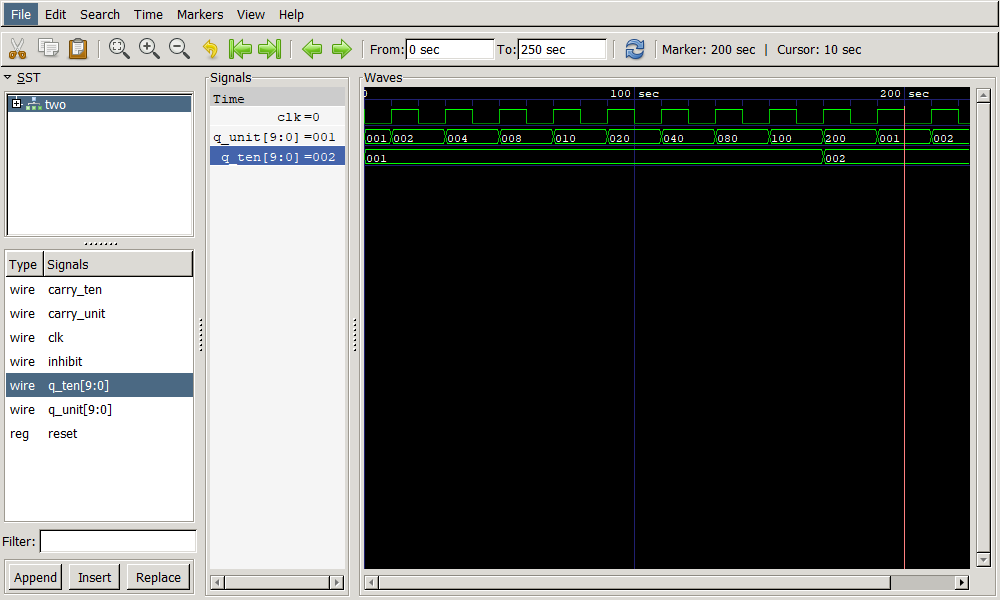 File Edit Search Time Markers View Help
From: 0 sec To: 250 sec Marker: 200 sec | Cursor: 10 sec
SST
two
Type Signals
wire carry_ten
wire carry_unit
wire clk
wire inhibit
wire q_ten[9:0]
wire q_unit[9:0]
reg reset
Filter:
Append Insert Replace
Signals
Time
clk =0
q_unit[9:0] =001
q_ten[9:0] =002
Waves
0 100 sec 200 sec
001 002 004 008 010 020 040 080 100 200 001 002
001 002